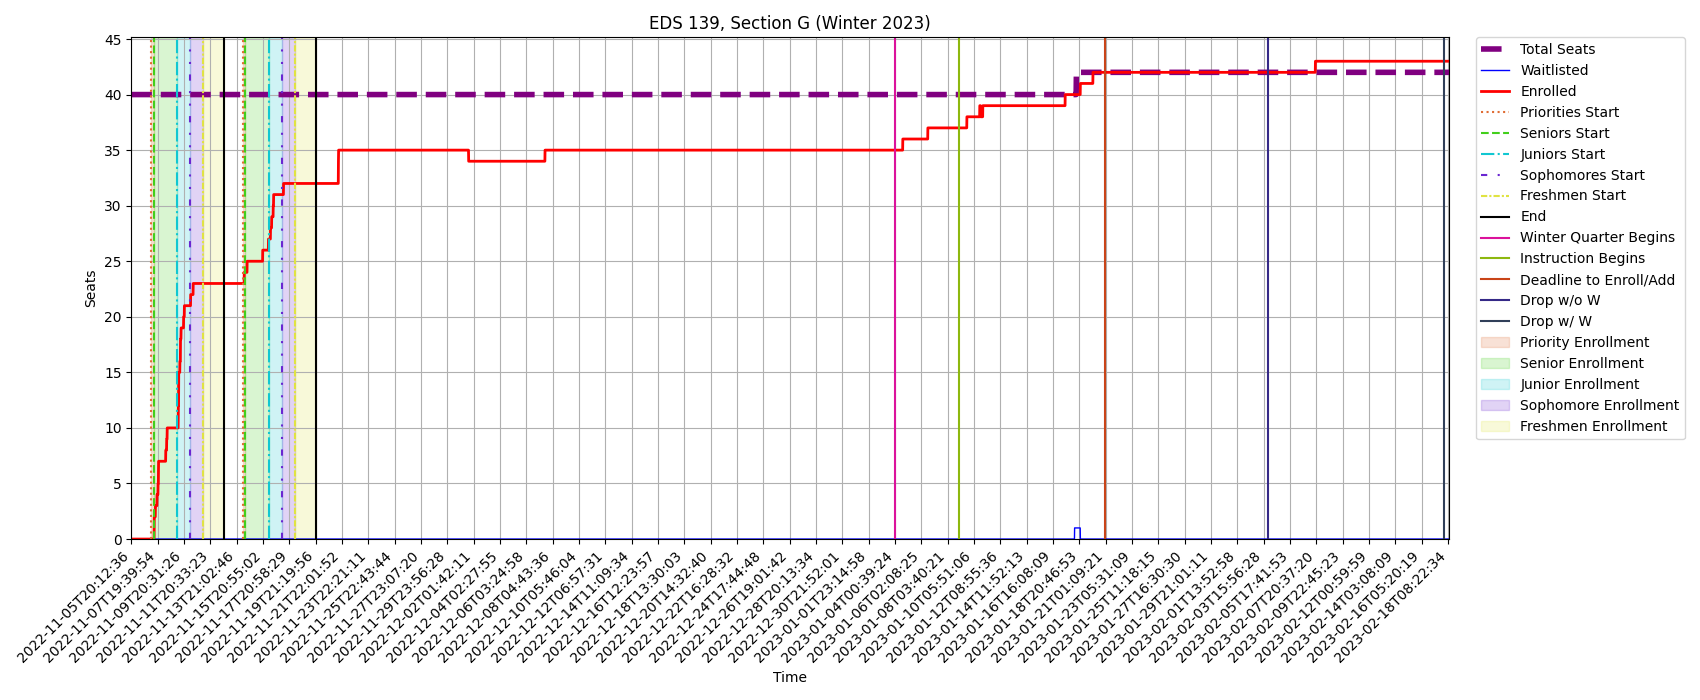 EDS 139, Section G (Winter 2023)
45
40
35
30
25
20
15
10
5
0
Seats
2022-11-05T20:12:36
2022-11-07T19:39:54
2022-11-09T20:31:26
2022-11-11T20:33:23
2022-11-13T21:02:46
2022-11-15T20:55:02
2022-11-17T20:58:29
2022-11-19T21:19:56
2022-11-21T22:01:52
2022-11-23T22:21:11
2022-11-25T22:43:44
2022-11-27T23:07:20
2022-11-29T23:56:28
2022-12-02T01:42:11
2022-12-04T02:27:55
2022-12-06T03:24:58
2022-12-08T04:43:36
2022-12-10T05:46:04
2022-12-12T06:57:31
2022-12-14T11:09:34
2022-12-16T12:23:57
2022-12-18T13:30:03
2022-12-20T14:32:40
2022-12-22T16:28:32
2022-12-24T17:44:48
2022-12-26T19:01:42
2022-12-28T20:13:34
2022-12-30T21:52:01
2023-01-01T23:14:58
2023-01-04T00:39:24
2023-01-06T02:08:25
2023-01-08T03:40:21
2023-01-10T05:51:06
2023-01-12T08:55:36
2023-01-14T11:52:13
2023-01-16T16:08:09
2023-01-18T20:46:53
2023-01-21T01:09:21
2023-01-23T05:31:09
2023-01-25T11:18:15
2023-01-27T16:30:30
2023-01-29T21:01:11
2023-02-01T13:52:58
2023-02-03T15:56:28
2023-02-05T17:41:53
2023-02-07T20:37:20
2023-02-09T22:45:23
2023-02-12T00:59:59
2023-02-14T03:08:09
2023-02-16T05:20:19
2023-02-18T08:22:34
Time
Total Seats
Waitlisted
Enrolled
Priorities Start
Seniors Start
Juniors Start
Sophomores Start
Freshmen Start
End
Winter Quarter Begins
Instruction Begins
Deadline to Enroll/Add
Drop w/o W
Drop w/ W
Priority Enrollment
Senior Enrollment
Junior Enrollment
Sophomore Enrollment
Freshmen Enrollment